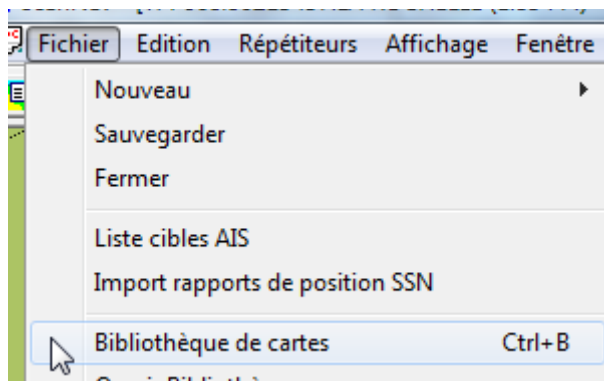 Fichier Edition Répétiteurs Affichage Fenêtre
Nouveau
Sauvegarder
Fermer
Liste cibles AIS
Import rapports de position SSN
Bibliothèque de cartes Ctrl+B